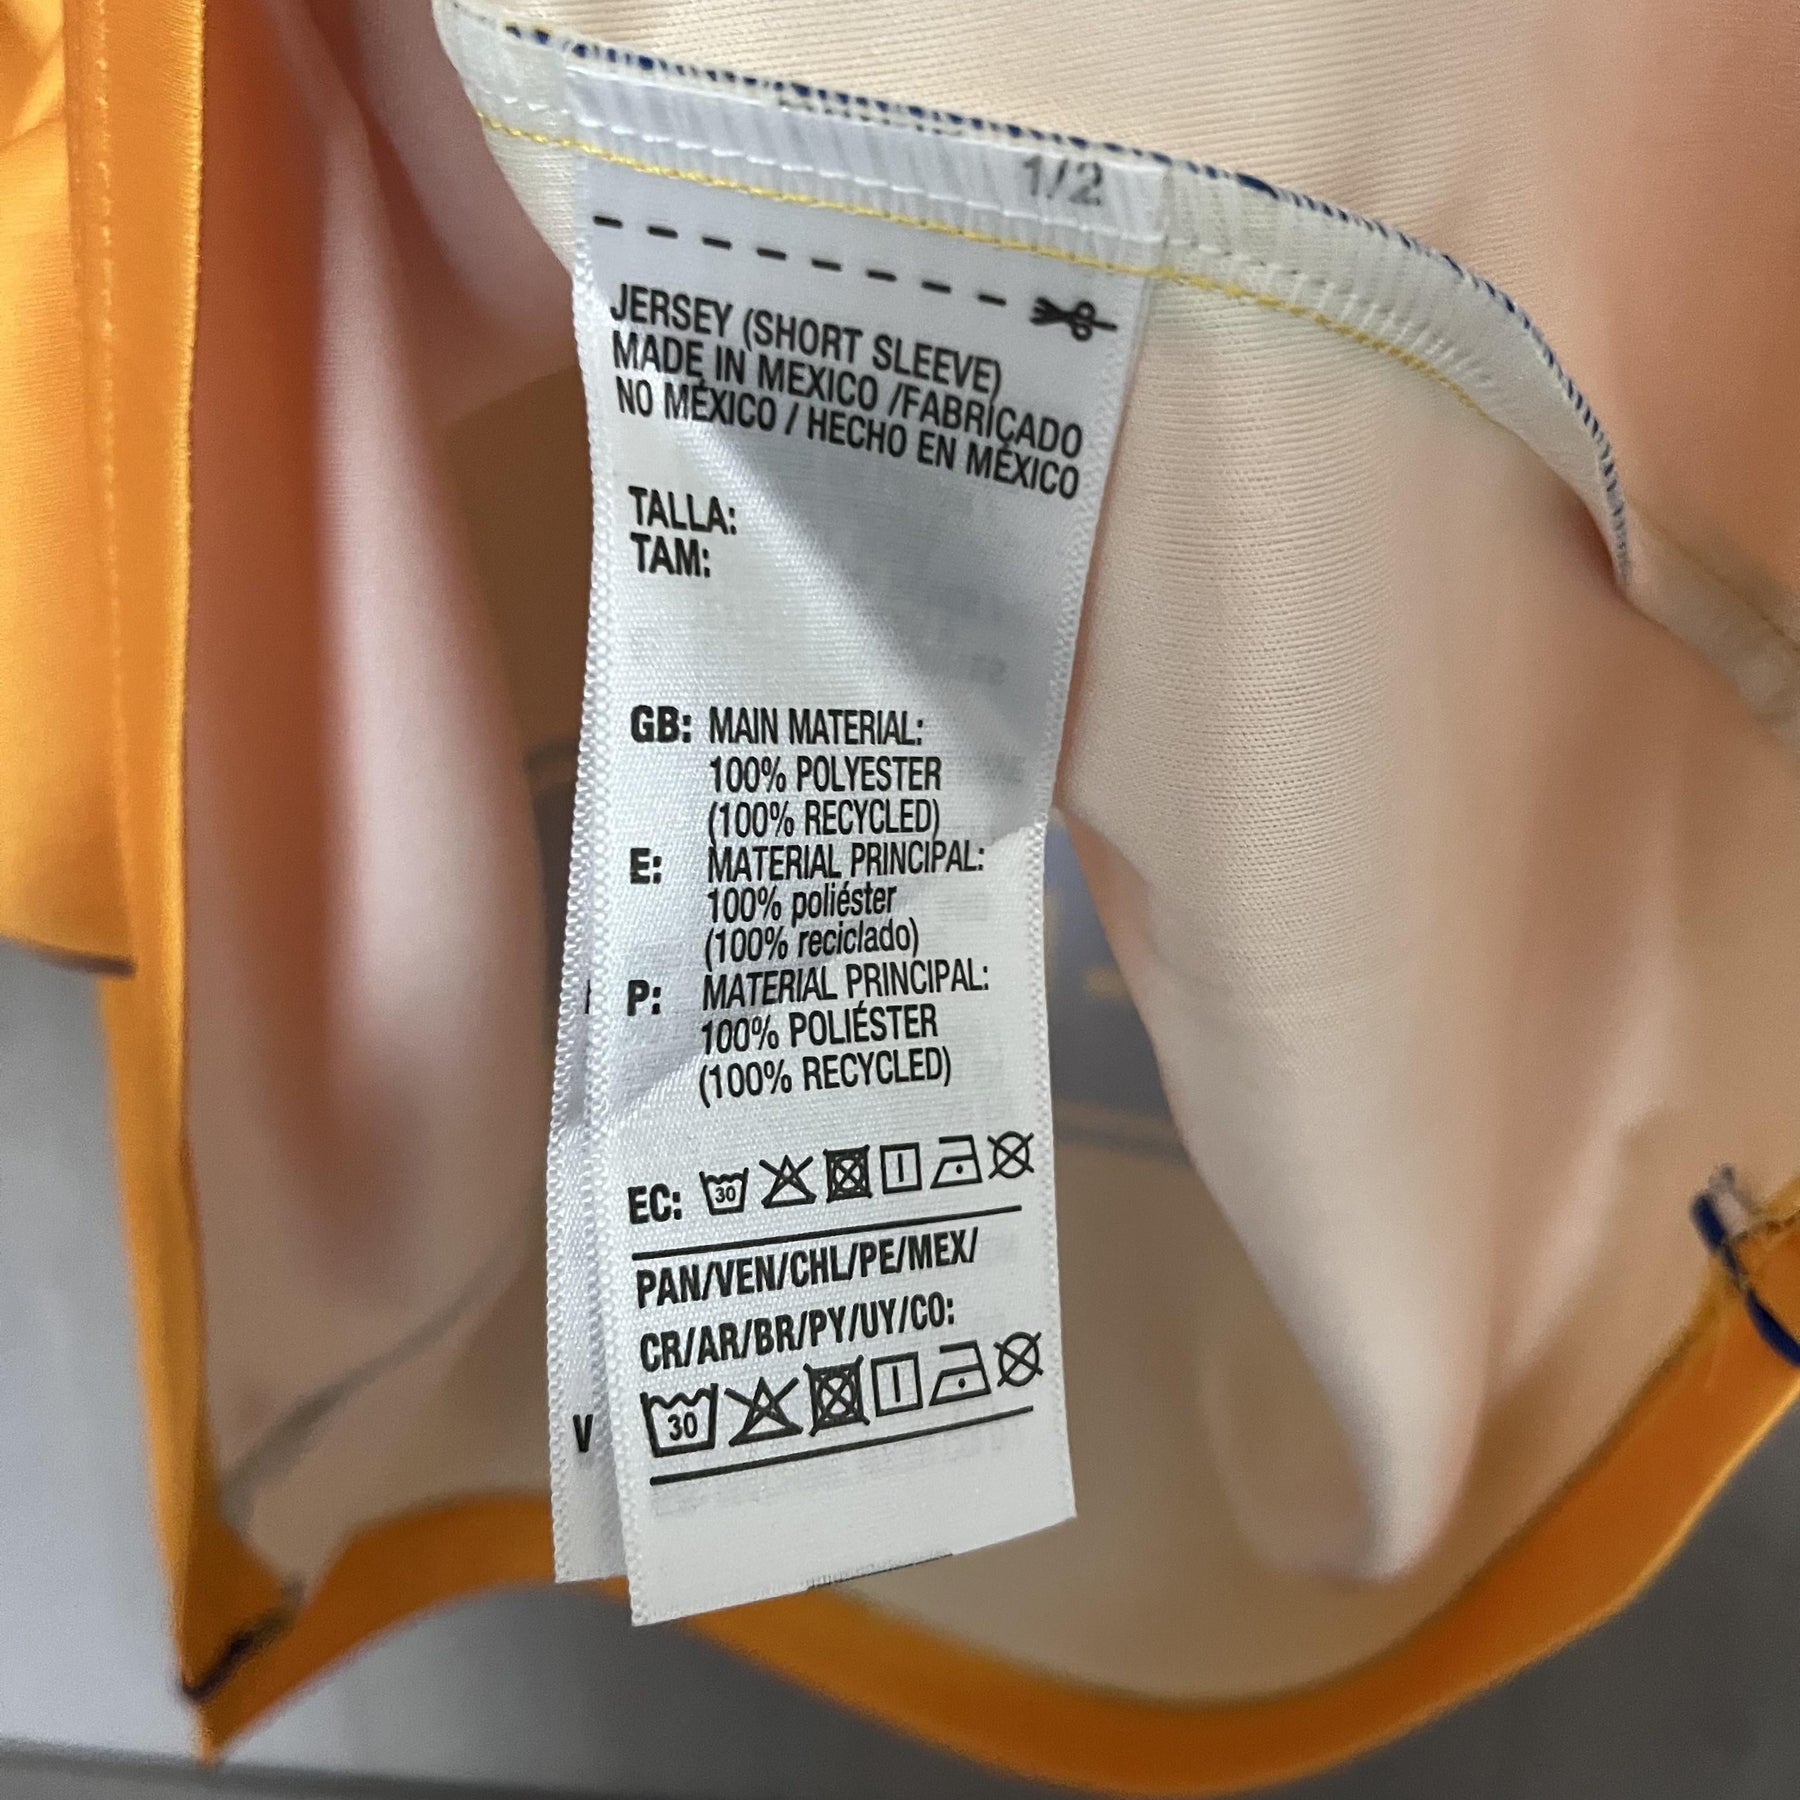 1/2
JERSEY (SHORT SLEEVE)
MADE IN MEXICO /FABRICADO
NO MÉXICO / HECHO EN MÉXICO
TALLA:
TAM:
GB: MAIN MATERIAL:
100% POLYESTER
(100% RECYCLED)
E: MATERIAL PRINCIPAL:
100% poliéster
(100% reciclado)
P: MATERIAL PRINCIPAL:
100% POLIÉSTER
(100% RECYCLED)
EC: 30
PAN/VEN/CHL/PE/MEX/
CR/AR/BR/PY/UY/CO:
30
V